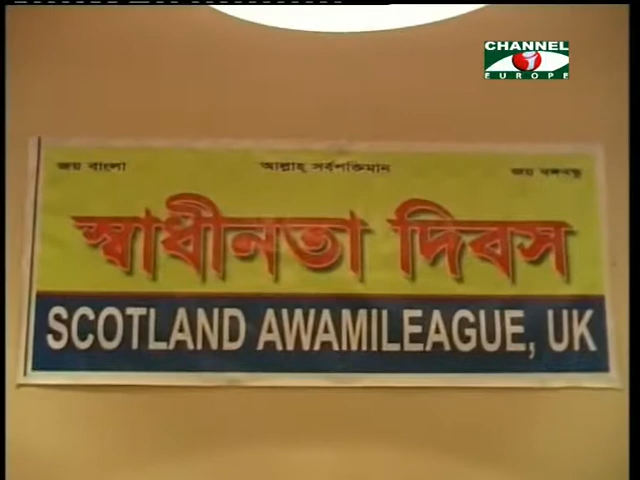 CHANNEL i
EUROPE
জয় বাংলা আল্লাহ্ সর্বশক্তিমান জয় বঙ্গবন্ধু
স্বাধীনতা দিবস
SCOTLAND AWAMILEAGUE, UK